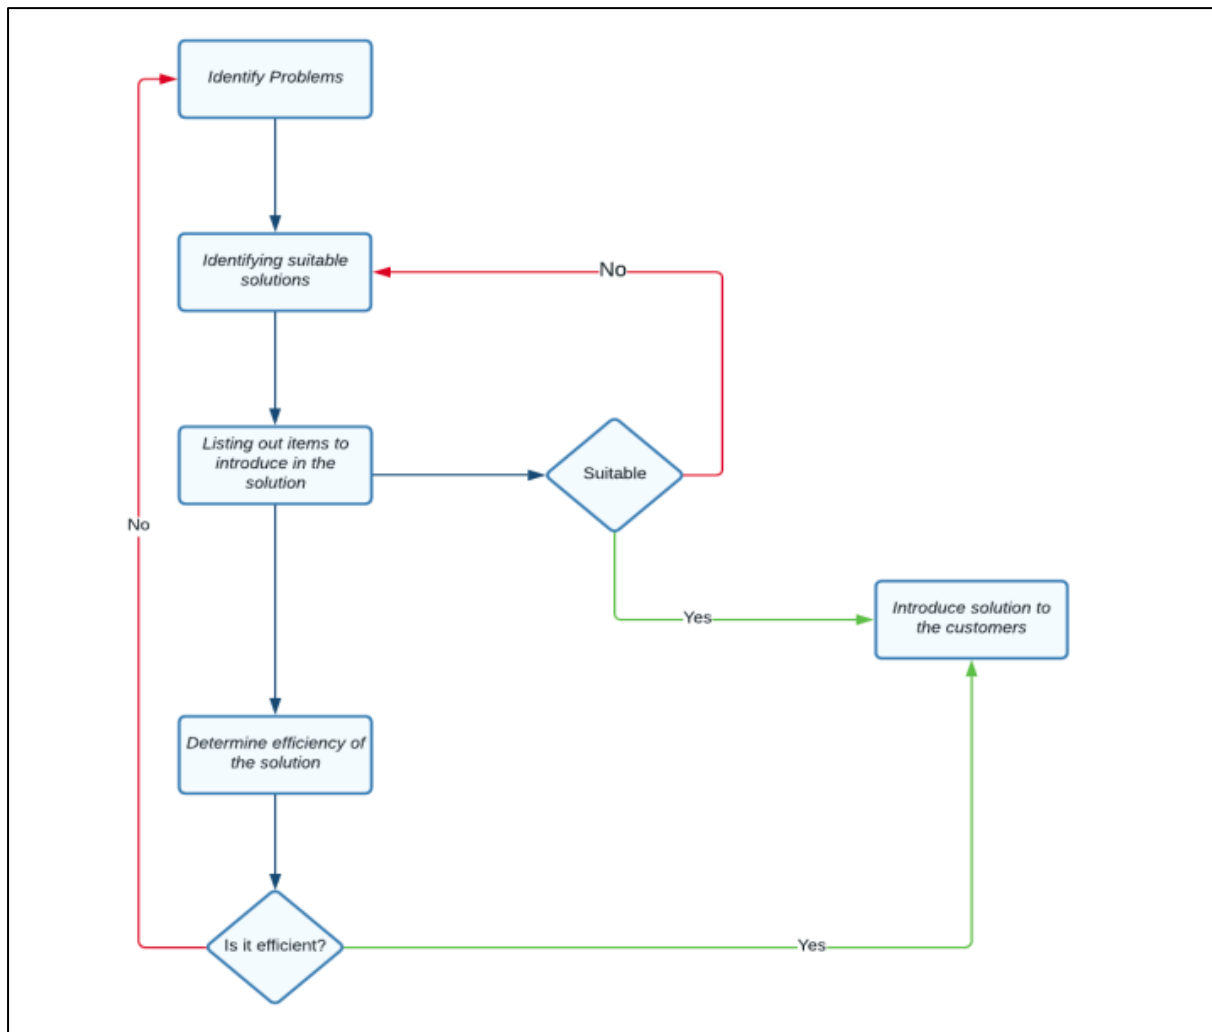 Identify Problems
Identifying suitable
solutions
No
Listing out items to
introduce in the
solution
Suitable
No
Yes
Introduce solution to
the customers
Determine efficiency of
the solution
Is it efficient?
Yes